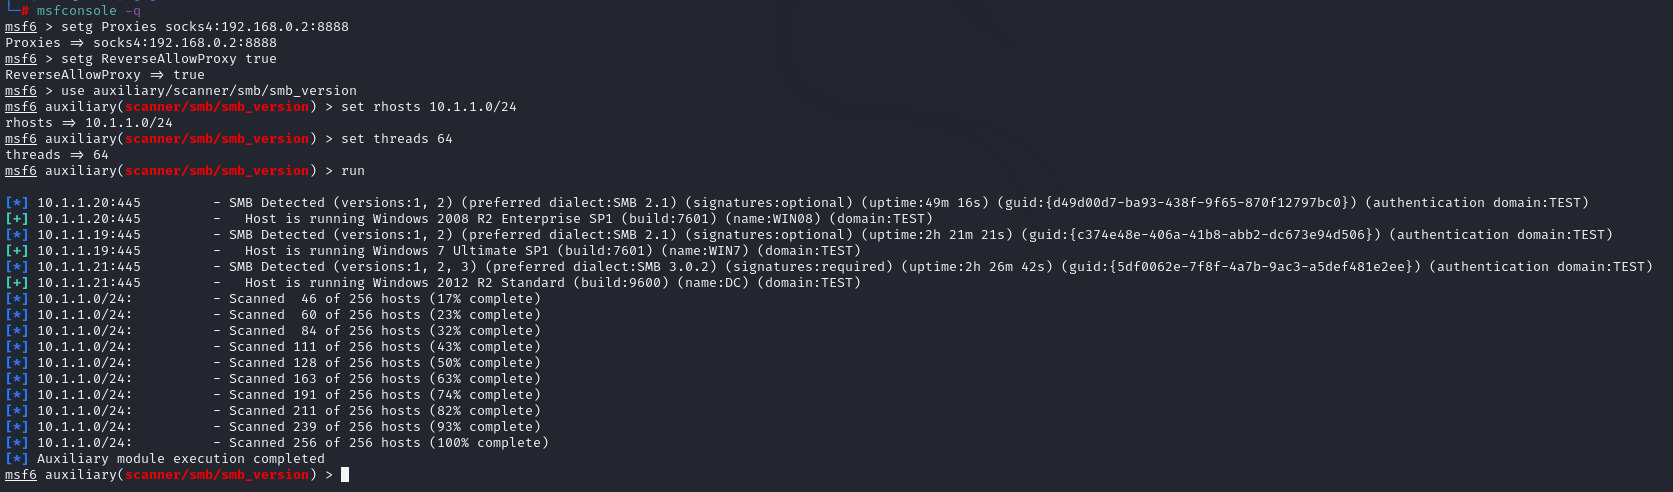 └─# msfconsole -q
msf6 > setg Proxies socks4:192.168.0.2:8888
Proxies => socks4:192.168.0.2:8888
msf6 > setg ReverseAllowProxy true
ReverseAllowProxy => true
msf6 > use auxiliary/scanner/smb/smb_version
msf6 auxiliary(scanner/smb/smb_version) > set rhosts 10.1.1.0/24
rhosts => 10.1.1.0/24
msf6 auxiliary(scanner/smb/smb_version) > set threads 64
threads => 64
msf6 auxiliary(scanner/smb/smb_version) > run
[*] 10.1.1.20:445 - SMB Detected (versions:1, 2) (preferred dialect:SMB 2.1) (signatures:optional) (uptime:49m 16s) (guid:{d49d00d7-ba93-438f-9f65-870f12797bc0}) (authentication domain:TEST)
[+] 10.1.1.20:445 - Host is running Windows 2008 R2 Enterprise SP1 (build:7601) (name:WIN08) (domain:TEST)
[*] 10.1.1.19:445 - SMB Detected (versions:1, 2) (preferred dialect:SMB 2.1) (signatures:optional) (uptime:2h 21m 21s) (guid:{c374e48e-406a-41b8-abb2-dc673e94d506}) (authentication domain:TEST)
[+] 10.1.1.19:445 - Host is running Windows 7 Ultimate SP1 (build:7601) (name:WIN7) (domain:TEST)
[*] 10.1.1.21:445 - SMB Detected (versions:1, 2, 3) (preferred dialect:SMB 3.0.2) (signatures:required) (uptime:2h 26m 42s) (guid:{5df0062e-7f8f-4a7b-9ac3-a5def481e2ee}) (authentication domain:TEST)
[+] 10.1.1.21:445 - Host is running Windows 2012 R2 Standard (build:9600) (name:DC) (domain:TEST)
[*] 10.1.1.0/24: - Scanned 46 of 256 hosts (17% complete)
[*] 10.1.1.0/24: - Scanned 60 of 256 hosts (23% complete)
[*] 10.1.1.0/24: - Scanned 84 of 256 hosts (32% complete)
[*] 10.1.1.0/24: - Scanned 111 of 256 hosts (43% complete)
[*] 10.1.1.0/24: - Scanned 128 of 256 hosts (50% complete)
[*] 10.1.1.0/24: - Scanned 163 of 256 hosts (63% complete)
[*] 10.1.1.0/24: - Scanned 191 of 256 hosts (74% complete)
[*] 10.1.1.0/24: - Scanned 211 of 256 hosts (82% complete)
[*] 10.1.1.0/24: - Scanned 239 of 256 hosts (93% complete)
[*] 10.1.1.0/24: - Scanned 256 of 256 hosts (100% complete)
[*] Auxiliary module execution completed
msf6 auxiliary(scanner/smb/smb_version) >